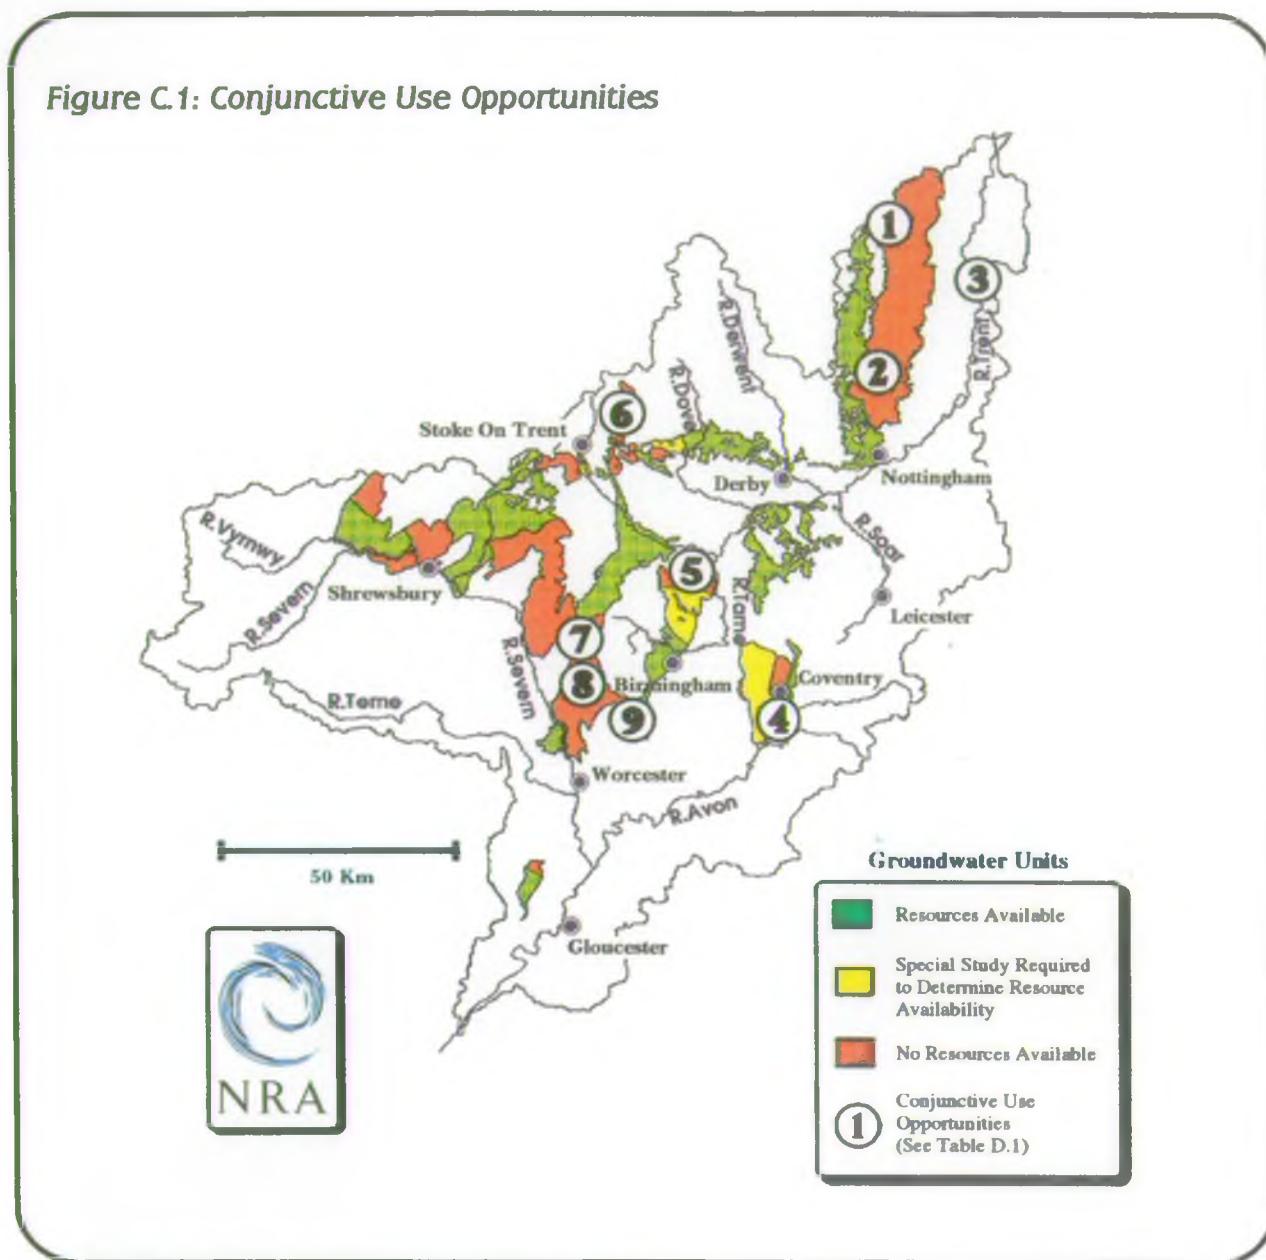 Figure C.1: Conjunctive Use Opportunities
1
3
R.Derwent
R.Trent
2
R.Dove
6
Stoke On Trent
Nottingham
Derby
R.Vyrnwy
R.Soar
5
Shrewsbury
R.Severn
R.Tame
Leicester
7
R.Severn
8
Birmingham
Coventry
R.Teme
9
4
Worcester
R.Avon
50 Km
Gloucester
Groundwater Units
Resources Available
Special Study Required
to Determine Resource
Availability
No Resources Available
1
Conjunctive Use
Opportunities
(See Table D.1)
NRA